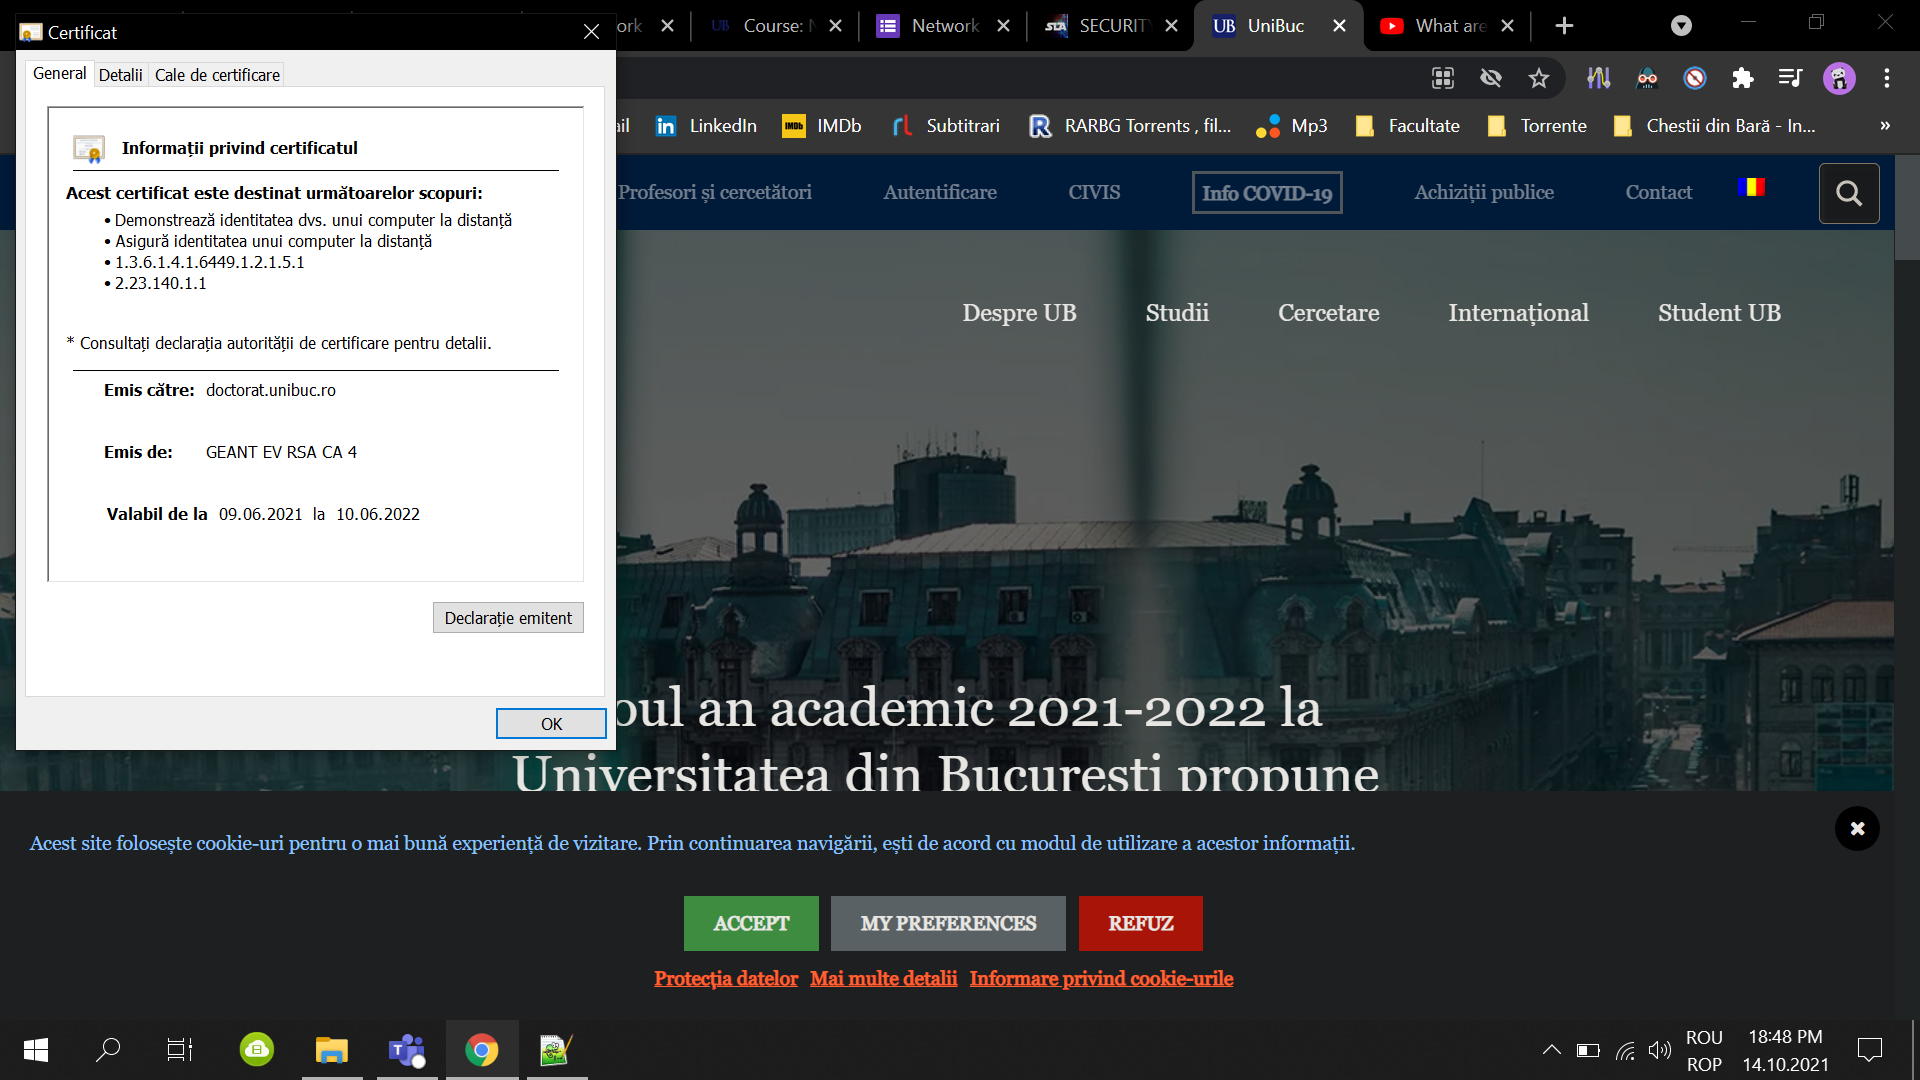 Certificat
ork
Course: N
Network
SECURITY
UB UniBuc
What are
General
Detalii
Cale de certificare
Informații privind certificatul
Acest certificat este destinat următoarelor scopuri:
• Demonstrează identitatea dvs. unui computer la distanță
• Asigură identitatea unui computer la distanță
• 1.3.6.1.4.1.6449.1.2.1.5.1
• 2.23.140.1.1
* Consultați declarația autorității de certificare pentru detalii.
Emis către: doctorat.unibuc.ro
Emis de: GEANT EV RSA CA 4
Valabil de la 09.06.2021 la 10.06.2022
Declarație emitent
OK
ail
LinkedIn
IMDb
Subtitrari
RARBG Torrents , fil...
Mp3
Facultate
Torrente
Chestii din Bară - In...
»
Profesori și cercetători
Autentificare
CIVIS
Info COVID-19
Achiziții publice
Contact
Despre UB
Studii
Cercetare
Internațional
Student UB
oul an academic 2021-2022 la
Universitatea din București propune
Acest site folosește cookie-uri pentru o mai bună experiență de vizitare. Prin continuarea navigării, ești de acord cu modul de utilizare a acestor informații.
ACCEPT
MY PREFERENCES
REFUZ
Protecția datelor
Mai multe detalii
Informare privind cookie-urile
ROU
ROP
18:48 PM
14.10.2021